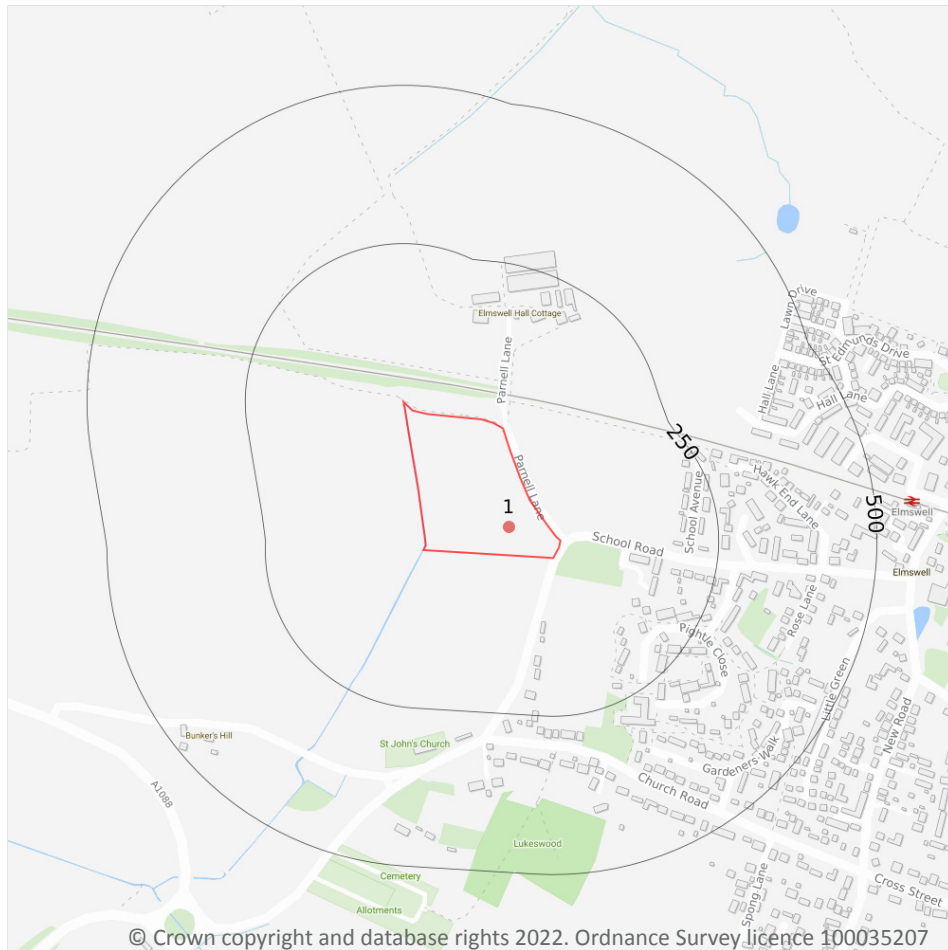 Elmswell Hall Cottage
Parnell Lane
Lawn Drive
St Edmunds Drive
Hall Lane
Hall Lane
250
Parnell Lane
Hawk End Lane
School Avenue
500
Elmswell
1
School Road
Elmswell
Rose Lane
Pightle Close
Little Green
New Road
Bunker's Hill
St John's Church
Gardeners Walk
A1088
Church Road
Lukeswood
Cemetery
Cross Street
Allotments
Spong Lane
© Crown copyright and database rights 2022. Ordnance Survey licence 100035207